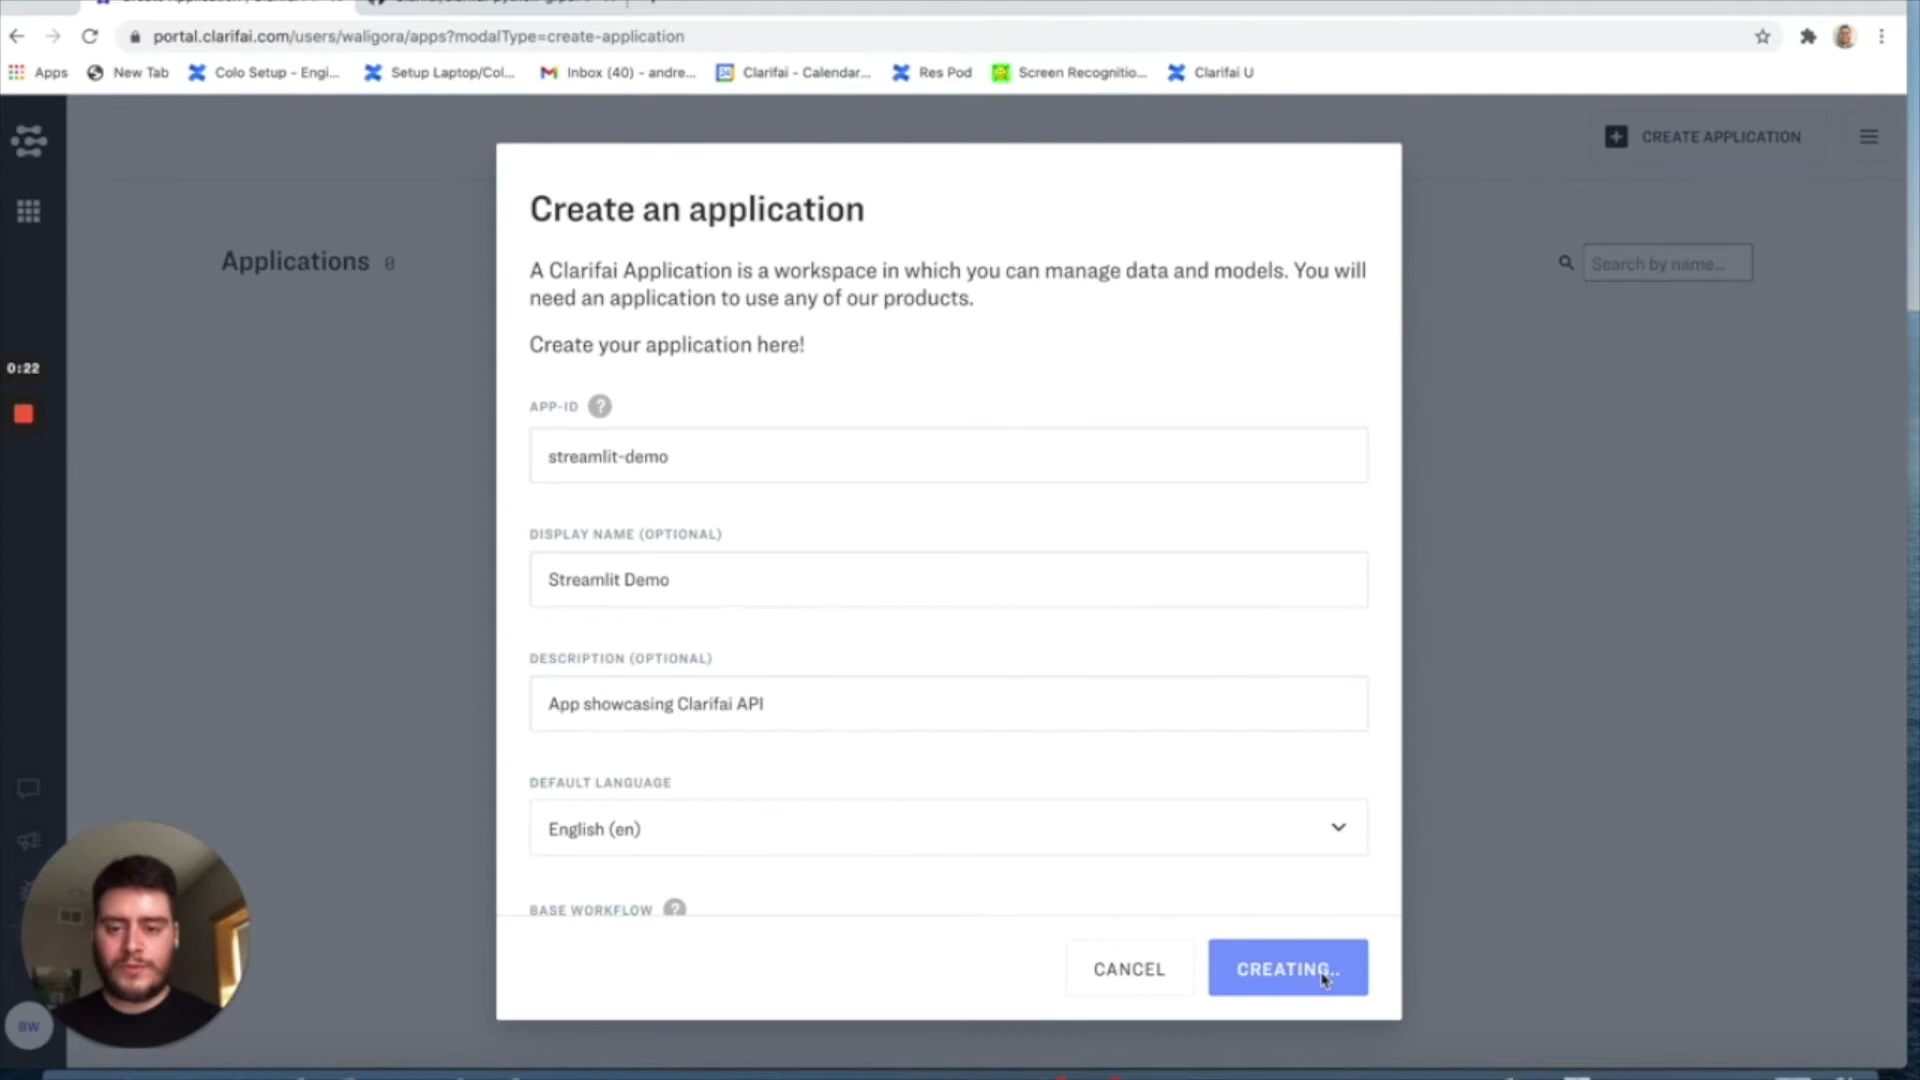 portal.clarifai.com/users/waligora/apps?modalType=create-application
Apps New Tab Colo Setup - Engi... Setup Laptop/Col... Inbox (40) - andre... Clarifai - Calendar... Res Pod Screen Recognitio... Clarifai U
CREATE APPLICATION
Applications 0
Search by name...
0:22
Create an application
A Clarifai Application is a workspace in which you can manage data and models. You will
need an application to use any of our products.
Create your application here!
APP-ID ?
streamlit-demo
DISPLAY NAME (OPTIONAL)
Streamlit Demo
DESCRIPTION (OPTIONAL)
App showcasing Clarifai API
DEFAULT LANGUAGE
English (en)
BASE WORKFLOW ?
CANCEL CREATING..
BW